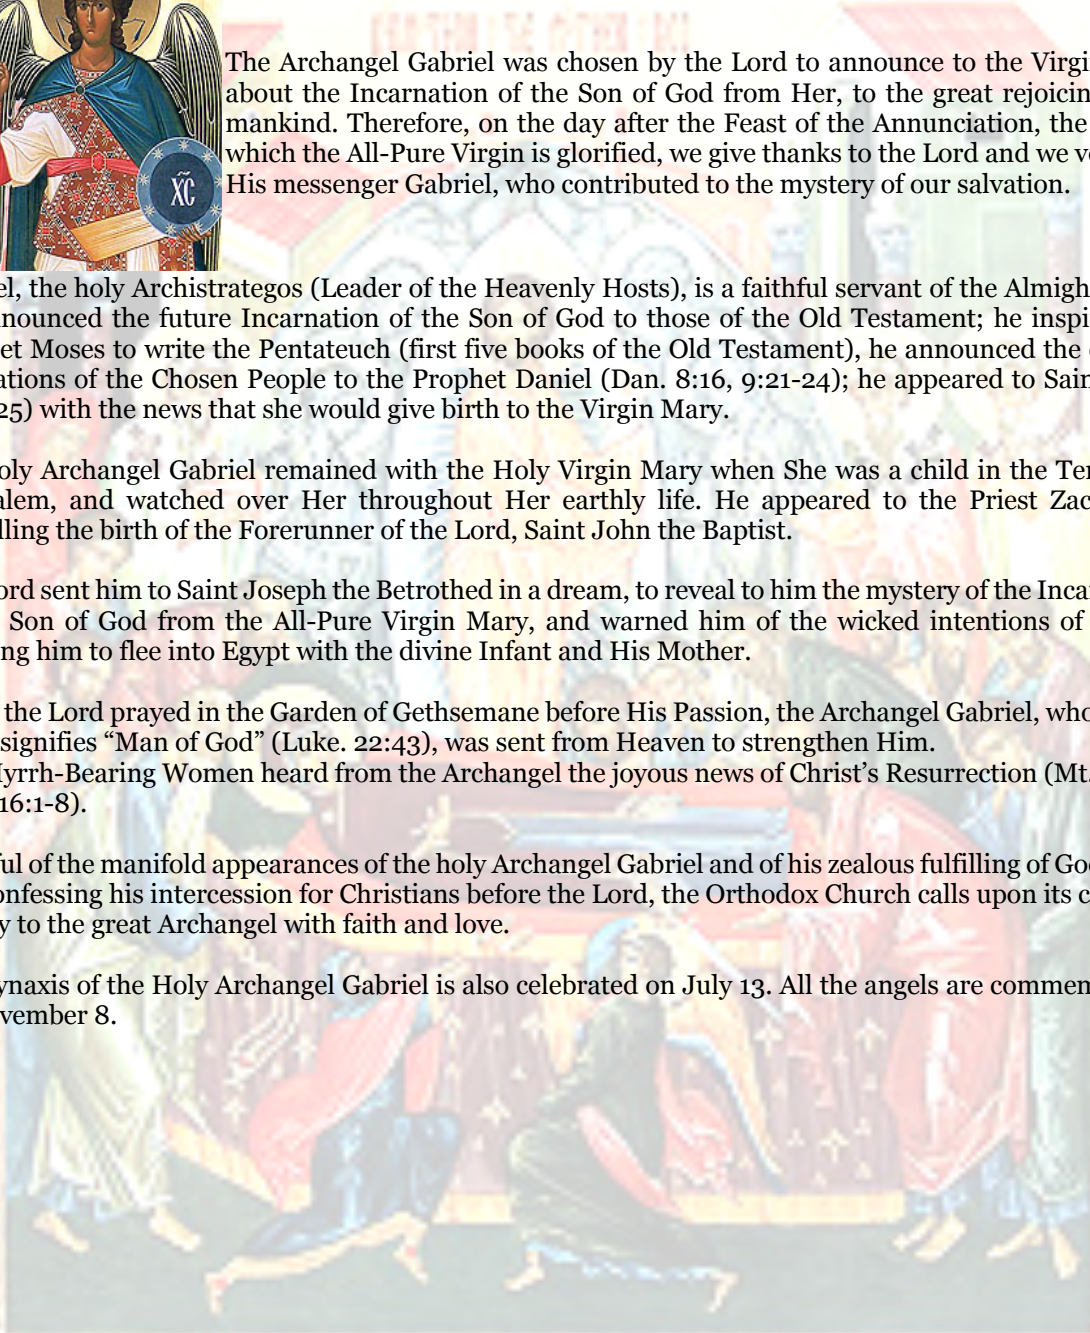 The Archangel Gabriel was chosen by the Lord to announce to the Virgi
about the Incarnation of the Son of God from Her, to the great rejoicin
mankind. Therefore, on the day after the Feast of the Annunciation, the
which the All-Pure Virgin is glorified, we give thanks to the Lord and we v
His messenger Gabriel, who contributed to the mystery of our salvation.
X͠C
el, the holy Archistrategos (Leader of the Heavenly Hosts), is a faithful servant of the Almigh
nnounced the future Incarnation of the Son of God to those of the Old Testament; he inspi
et Moses to write the Pentateuch (first five books of the Old Testament), he announced the
ations of the Chosen People to the Prophet Daniel (Dan. 8:16, 9:21-24); he appeared to Sain
25) with the news that she would give birth to the Virgin Mary.
oly Archangel Gabriel remained with the Holy Virgin Mary when She was a child in the Te
alem, and watched over Her throughout Her earthly life. He appeared to the Priest Zac
lling the birth of the Forerunner of the Lord, Saint John the Baptist.
ord sent him to Saint Joseph the Betrothed in a dream, to reveal to him the mystery of the Inca
Son of God from the All-Pure Virgin Mary, and warned him of the wicked intentions of
ng him to flee into Egypt with the divine Infant and His Mother.
the Lord prayed in the Garden of Gethsemane before His Passion, the Archangel Gabriel, who
signifies “Man of God” (Luke. 22:43), was sent from Heaven to strengthen Him.
Myrrh-Bearing Women heard from the Archangel the joyous news of Christ’s Resurrection (Mt.
16:1-8).
ful of the manifold appearances of the holy Archangel Gabriel and of his zealous fulfilling of Go
onfessing his intercession for Christians before the Lord, the Orthodox Church calls upon its c
y to the great Archangel with faith and love.
ynaxis of the Holy Archangel Gabriel is also celebrated on July 13. All the angels are commem
vember 8.